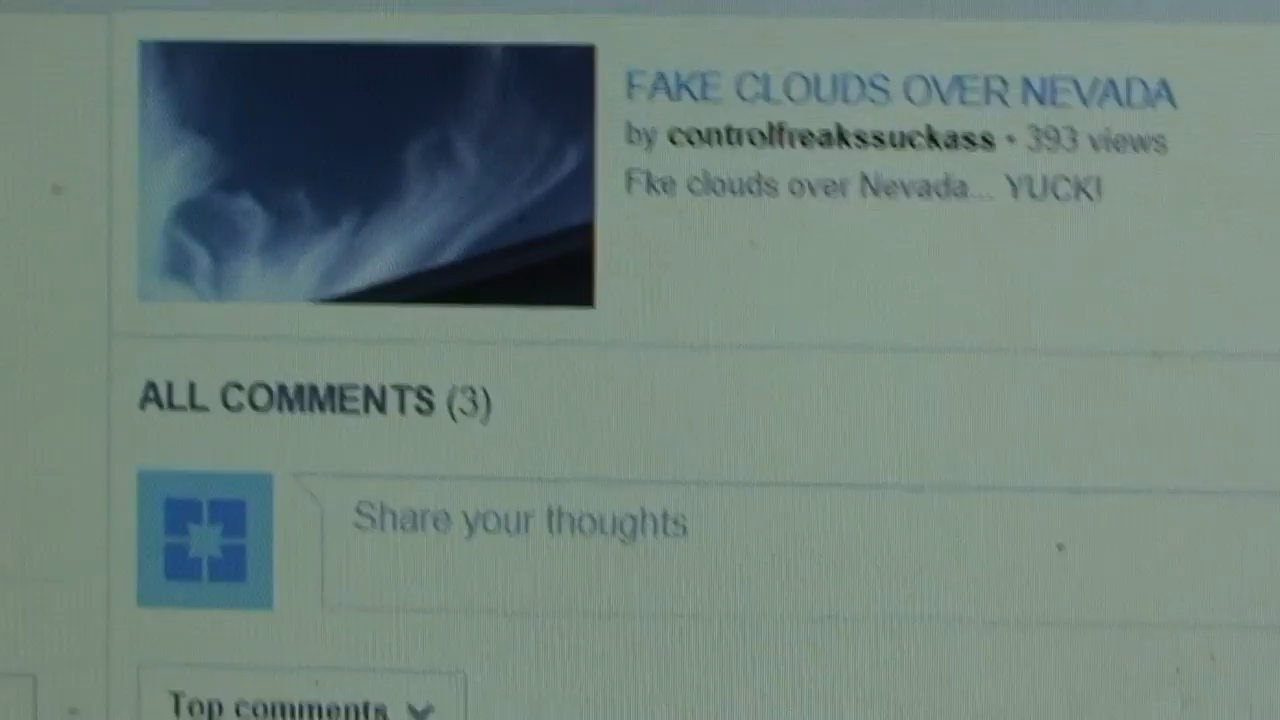 FAKE CLOUDS OVER NEVADA
by controlfreakssuckass • 393 views
Fke clouds over Nevada... YUCK!
ALL COMMENTS (3)
Share your thoughts
Top comments